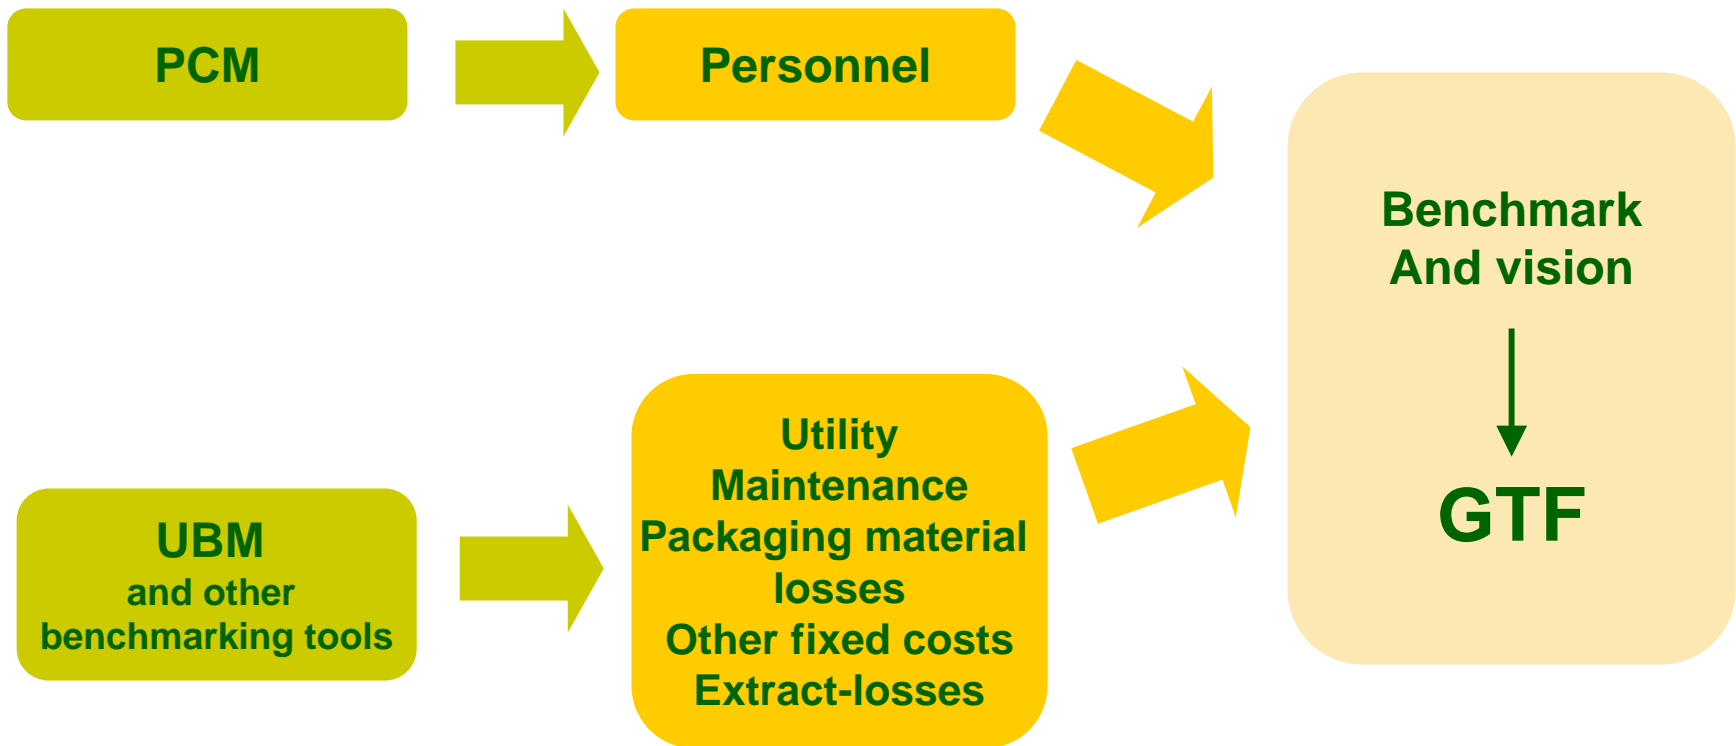 PCM
Personnel
Benchmark
And vision
GTF
UBM
and other
benchmarking tools
Utility
Maintenance
Packaging material
losses
Other fixed costs
Extract-losses